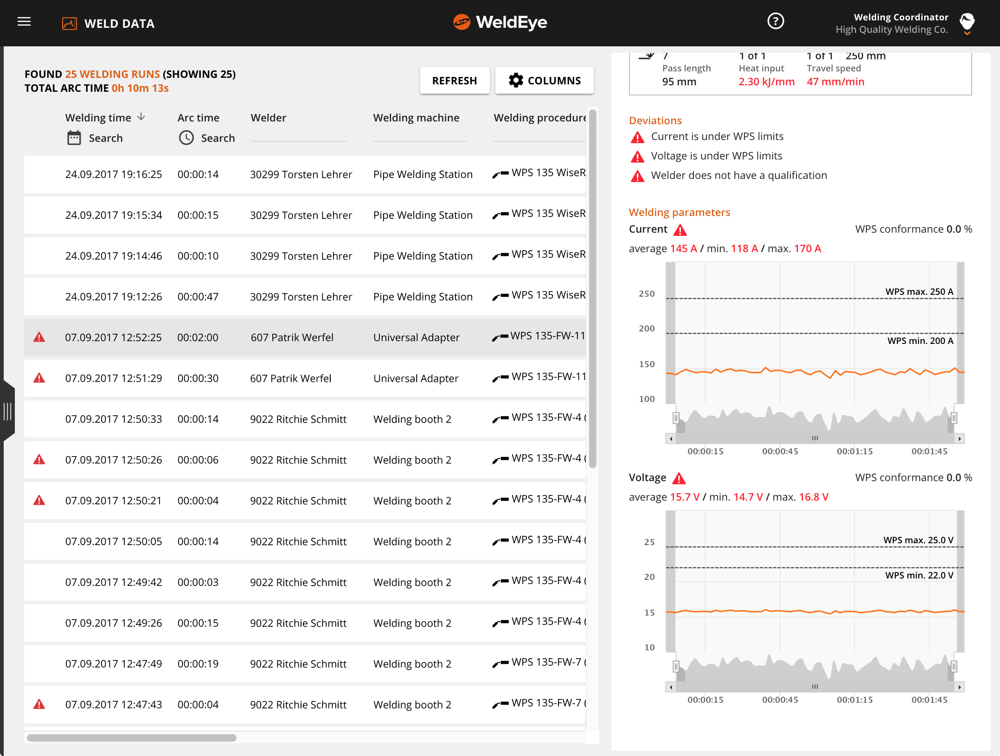 WELD DATA
WeldEye
?
Welding Coordinator
High Quality Welding Co.
FOUND 25 WELDING RUNS (SHOWING 25)
TOTAL ARC TIME 0h 10m 13s
REFRESH
COLUMNS
Welding time Arc time Welder Welding machine Welding procedure
Search Search
24.09.2017 19:16:25 00:00:14 30299 Torsten Lehrer Pipe Welding Station WPS 135 WiseR
24.09.2017 19:15:34 00:00:15 30299 Torsten Lehrer Pipe Welding Station WPS 135 WiseR
24.09.2017 19:14:46 00:00:10 30299 Torsten Lehrer Pipe Welding Station WPS 135 WiseR
24.09.2017 19:12:26 00:00:47 30299 Torsten Lehrer Pipe Welding Station WPS 135 WiseR
07.09.2017 12:52:25 00:02:00 607 Patrik Werfel Universal Adapter WPS 135-FW-11
07.09.2017 12:51:29 00:00:30 607 Patrik Werfel Universal Adapter WPS 135-FW-11
07.09.2017 12:50:33 00:00:14 9022 Ritchie Schmitt Welding booth 2 WPS 135-FW-4 (
07.09.2017 12:50:26 00:00:06 9022 Ritchie Schmitt Welding booth 2 WPS 135-FW-4 (
07.09.2017 12:50:21 00:00:04 9022 Ritchie Schmitt Welding booth 2 WPS 135-FW-4 (
07.09.2017 12:50:05 00:00:14 9022 Ritchie Schmitt Welding booth 2 WPS 135-FW-4 (
07.09.2017 12:49:42 00:00:03 9022 Ritchie Schmitt Welding booth 2 WPS 135-FW-4 (
07.09.2017 12:49:26 00:00:15 9022 Ritchie Schmitt Welding booth 2 WPS 135-FW-4 (
07.09.2017 12:47:49 00:00:19 9022 Ritchie Schmitt Welding booth 2 WPS 135-FW-7 (
07.09.2017 12:47:43 00:00:04 9022 Ritchie Schmitt Welding booth 2 WPS 135-FW-7 (
7 1 of 1 1 of 1 250 mm
Pass length Heat input Travel speed
95 mm 2.30 kJ/mm 47 mm/min
Deviations
Current is under WPS limits
Voltage is under WPS limits
Welder does not have a qualification
Welding parameters
Current WPS conformance 0.0 %
average 145 A / min. 118 A / max. 170 A
WPS max. 250 A
250
200
WPS min. 200 A
150
100
00:00:15 00:00:45 00:01:15 00:01:45
Voltage WPS conformance 0.0 %
average 15.7 V / min. 14.7 V / max. 16.8 V
WPS max. 25.0 V
25
WPS min. 22.0 V
20
15
10
00:00:15 00:00:45 00:01:15 00:01:45